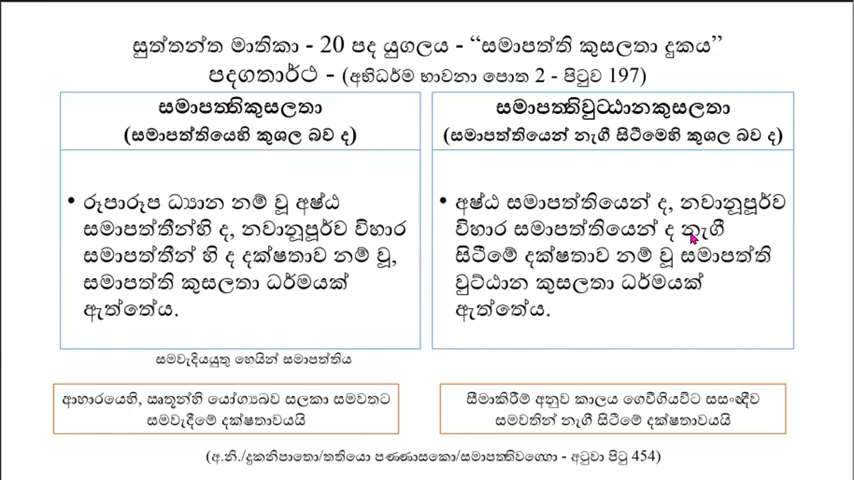 සුත්තන්ත මාතිකා - 20 පද යුගලය - “සමාපත්ති කුසලතා දුකය”
පදගතාර්ථ - (අභිධර්ම භාවනා පොත 2 - පිටුව 197)
සමාපත්තිකුසලතා
(සමාපත්තියෙහි කුශල බව ද)
• රූපාරූප ධ්‍යාන නම් වූ අෂ්ඨ
සමාපත්තීන්හි ද, නවානුපූර්ව විහාර
සමාපත්තීන් හි ද දක්ෂතාව නම් වූ,
සමාපත්ති කුසලතා ධර්මයක්
ඇත්තේය.
සමාපත්තිවුට්ඨානකුසලතා
(සමාපත්තියෙන් නැගී සිටීමෙහි කුශල බව ද)
• අෂ්ඨ සමාපත්තියෙන් ද, නවානුපූර්ව
විහාර සමාපත්තියෙන් ද නැගී
සිටීමේ දක්ෂතාව නම් වූ සමාපත්ති
වුට්ඨාන කුසලතා ධර්මයක්
ඇත්තේය.
සමවැදියයුතු හෙයින් සමාපත්තිය
ආහාරයෙහි, ඍතූන්හි යෝග්‍යබව සලකා සමවතට
සමවැදීමේ දක්ෂතාවයයි
සීමාකිරීම් අනුව කාලය ගෙවීගියවිට සසංඥීව
සමවතින් නැගී සිටීමේ දක්ෂතාවයයි
(අ.නි./දුකනිපාතො/තතියො පණ්ණාසකො/සමාපත්තිවග්ගො - අටුවා පිටු 454)